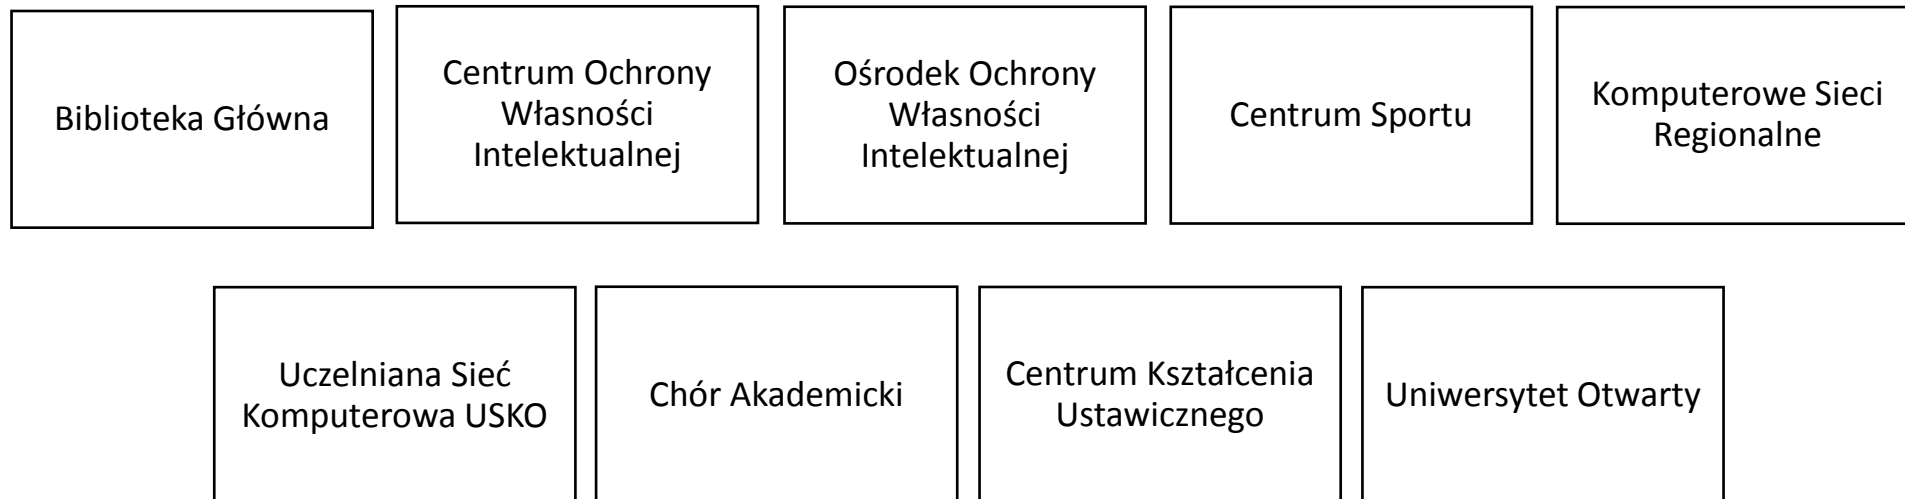 Biblioteka Główna
Centrum Ochrony
Własności
Intelektualnej
Ośrodek Ochrony
Własności
Intelektualnej
Centrum Sportu
Komputerowe Sieci
Regionalne
Uczelniana Sieć
Komputerowa USKO
Chór Akademicki
Centrum Kształcenia
Ustawicznego
Uniwersytet Otwarty